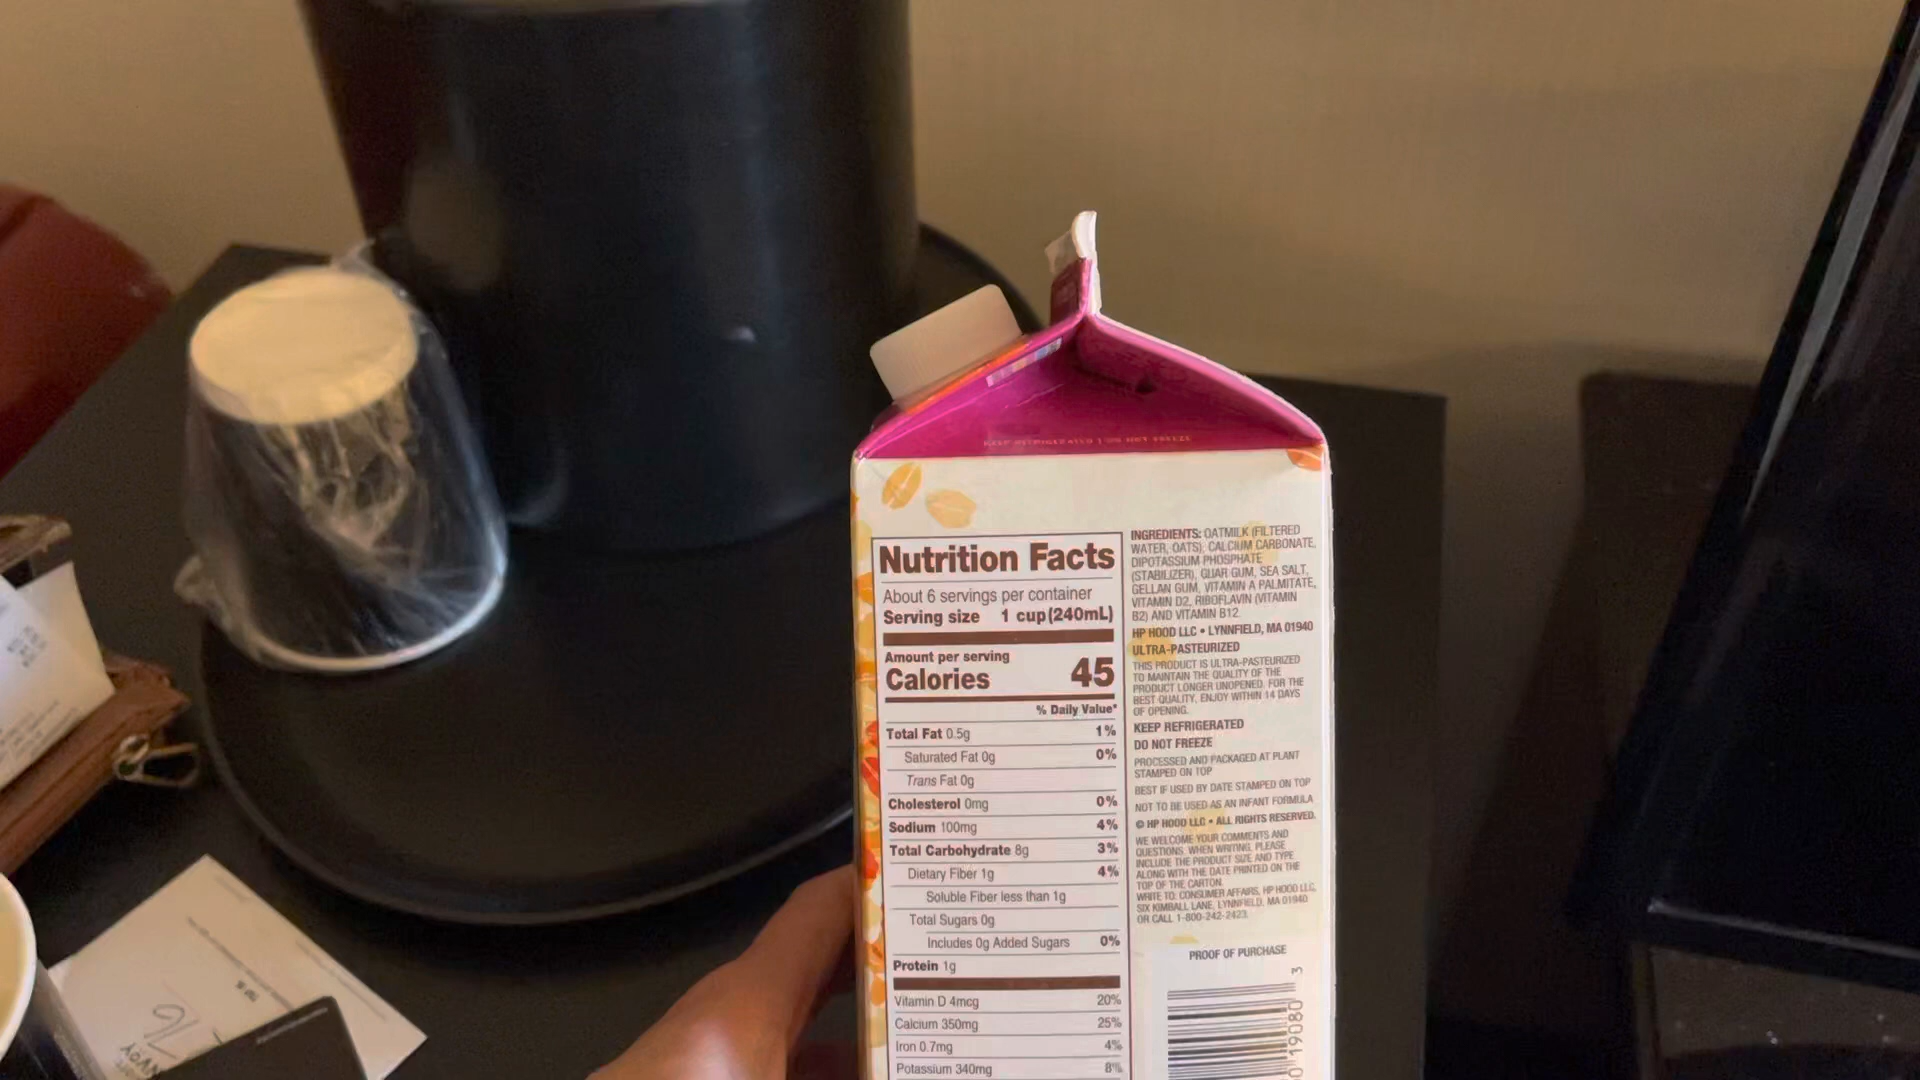 KEEP REFRIGERATED | DO NOT FREEZE
Nutrition Facts
About 6 servings per container
Serving size 1 cup (240mL)
Amount per serving
Calories 45
% Daily Value*
Total Fat 0.5g 1%
Saturated Fat 0g 0%
Trans Fat 0g
Cholesterol 0mg 0%
Sodium 100mg 4%
Total Carbohydrate 8g 3%
Dietary Fiber 1g 4%
Soluble Fiber less than 1g
Total Sugars 0g
Includes 0g Added Sugars 0%
Protein 1g
Vitamin D 4mcg 20%
Calcium 350mg 25%
Iron 0.7mg 4%
Potassium 340mg 8%
INGREDIENTS: OATMILK (FILTERED
WATER, OATS), CALCIUM CARBONATE,
DIPOTASSIUM PHOSPHATE
(STABILIZER), GUAR GUM, SEA SALT,
GELLAN GUM, VITAMIN A PALMITATE,
VITAMIN D2, RIBOFLAVIN (VITAMIN
B2) AND VITAMIN B12.
HP HOOD LLC • LYNNFIELD, MA 01940
ULTRA-PASTEURIZED
THIS PRODUCT IS ULTRA-PASTEURIZED
TO MAINTAIN THE QUALITY OF THE
PRODUCT LONGER UNOPENED. FOR THE
BEST QUALITY, ENJOY WITHIN 14 DAYS
OF OPENING.
KEEP REFRIGERATED
DO NOT FREEZE
PROCESSED AND PACKAGED AT PLANT
STAMPED ON TOP
BEST IF USED BY DATE STAMPED ON TOP
NOT TO BE USED AS AN INFANT FORMULA
© HP HOOD LLC • ALL RIGHTS RESERVED.
WE WELCOME YOUR COMMENTS AND
QUESTIONS. WHEN WRITING, PLEASE
INCLUDE THE PRODUCT SIZE AND TYPE
ALONG WITH THE DATE PRINTED ON THE
TOP OF THE CARTON.
WRITE TO: CONSUMER AFFAIRS, HP HOOD LLC,
SIX KIMBALL LANE, LYNNFIELD, MA 01940
OR CALL 1-800-242-2423.
PROOF OF PURCHASE
0 19080 3